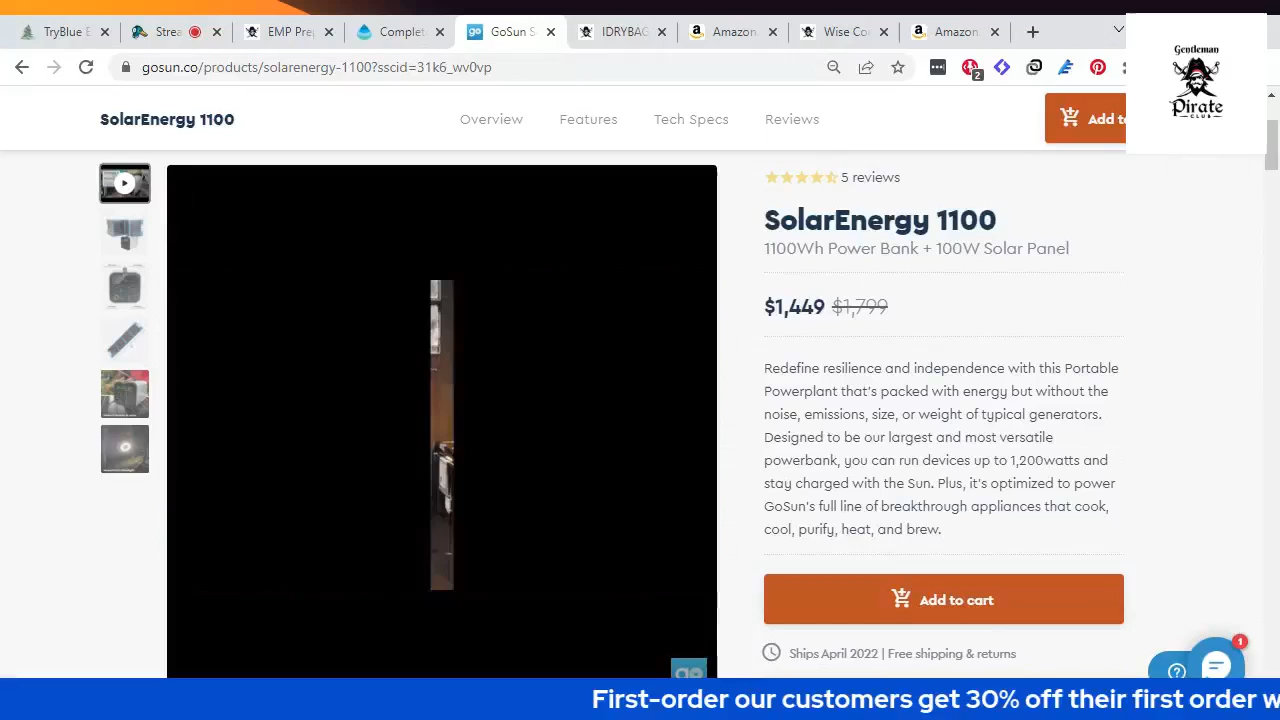 TryBlue E
Strea
EMP Prep
Complet
GoSun S
IDRYBAG
Amazon
Wise Co
Amazon
gosun.co/products/solarenergy-1100?sscid=31k6_wv0vp
2
Gentleman
Pirate
CLUB
SolarEnergy 1100
Overview
Features
Tech Specs
Reviews
Add to
5 reviews
SolarEnergy 1100
1100Wh Power Bank + 100W Solar Panel
$1,449 $1,799
Redefine resilience and independence with this Portable
Powerplant that's packed with energy but without the
noise, emissions, size, or weight of typical generators.
Designed to be our largest and most versatile
powerbank, you can run devices up to 1,200watts and
stay charged with the Sun. Plus, it's optimized to power
GoSun's full line of breakthrough appliances that cook,
cool, purify, heat, and brew.
Add to cart
Ships April 2022 | Free shipping & returns
1
go
First-order our customers get 30% off their first order w